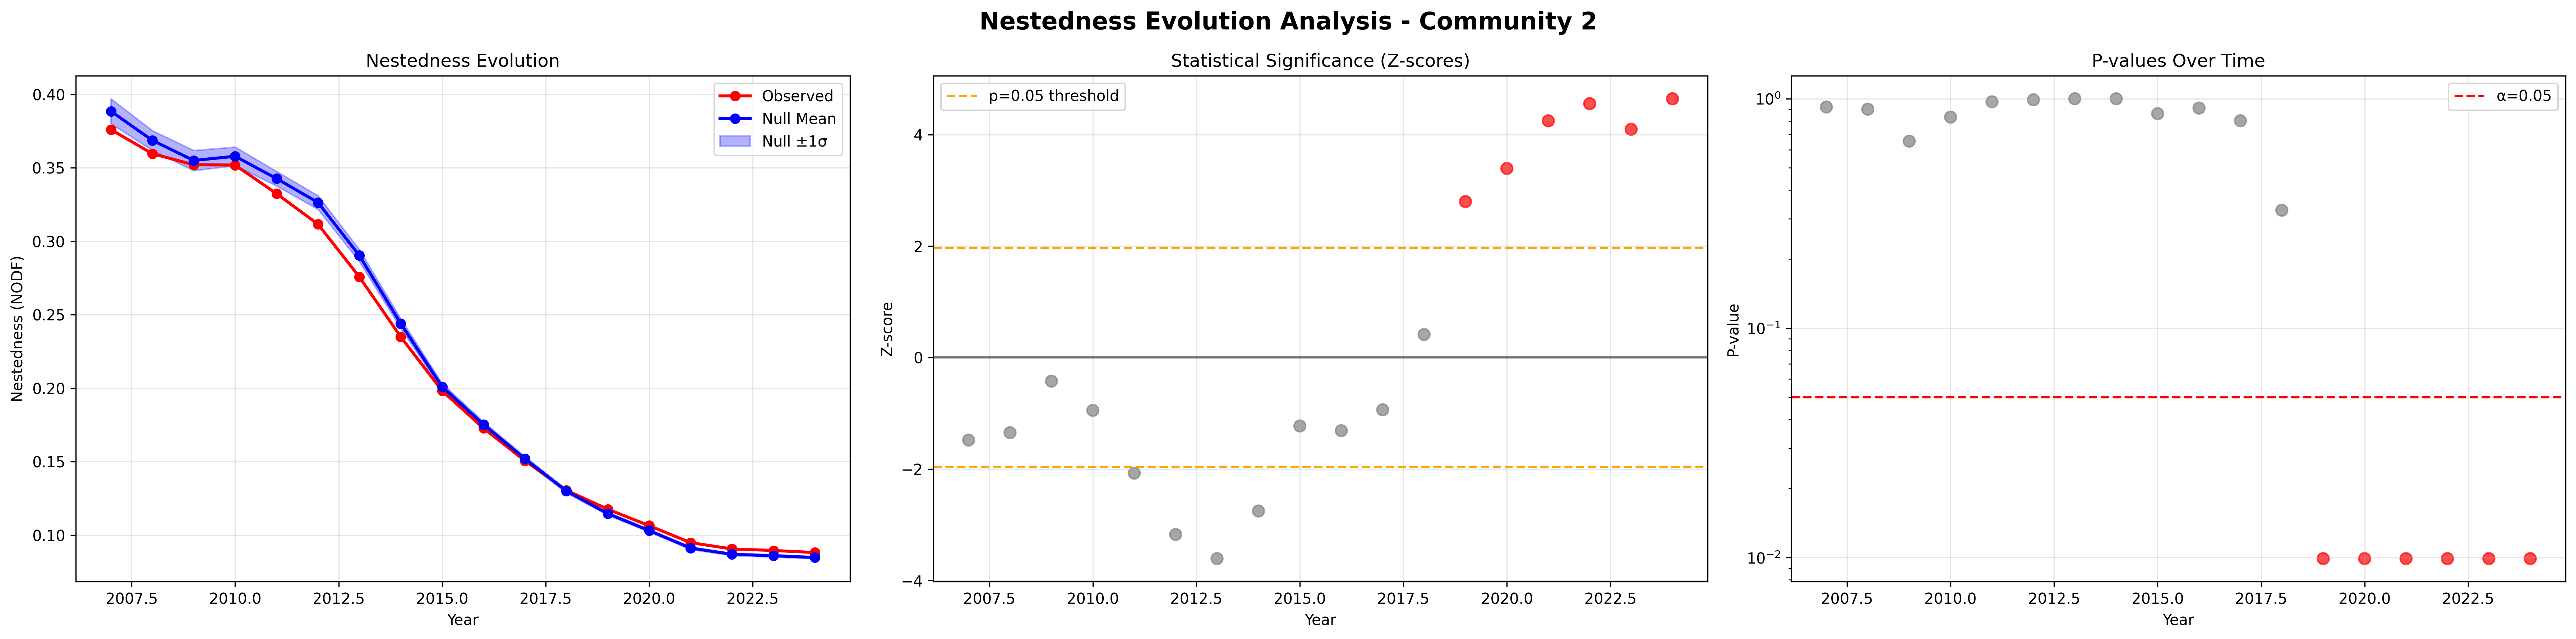 Nestedness Evolution Analysis - Community 2
Nestedness Evolution
Nestedness (NODF)
0.40
0.35
0.30
0.25
0.20
0.15
0.10
Observed
Null Mean
Null ±1σ
2007.5 2010.0 2012.5 2015.0 2017.5 2020.0 2022.5
Year
Statistical Significance (Z-scores)
Z-score
p=0.05 threshold
4
2
0
−2
−4
2007.5 2010.0 2012.5 2015.0 2017.5 2020.0 2022.5
Year
P-values Over Time
P-value
α=0.05
10⁰
10⁻¹
10⁻²
2007.5 2010.0 2012.5 2015.0 2017.5 2020.0 2022.5
Year